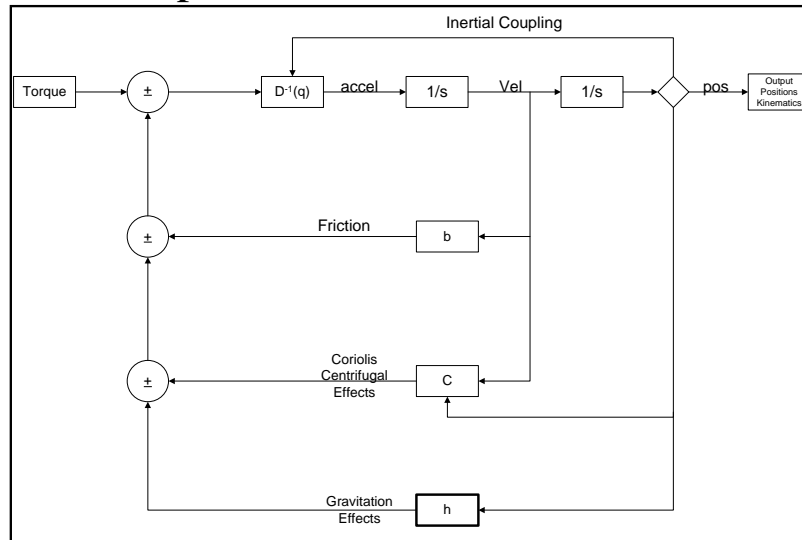 Inertial Coupling
Torque
±
D⁻¹(q)
accel
1/s
Vel
1/s
pos
Output
Positions
Kinematics
Friction
±
b
Coriolis
Centrifugal
Effects
±
C
Gravitation
Effects
h